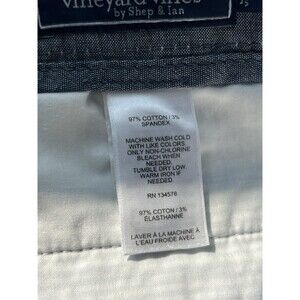 vineyard vines
by Shep & Ian
97% COTTON / 3%
SPANDEX
MACHINE WASH COLD
WITH LIKE COLORS
ONLY NON-CHLORINE
BLEACH WHEN
NEEDED.
TUMBLE DRY LOW
WARM IRON IF
NEEDED
RN 134576
97% COTTON / 3%
ÉLASTHANNE
LAVER À LA MACHINE À
L'EAU FROIDE AVEC